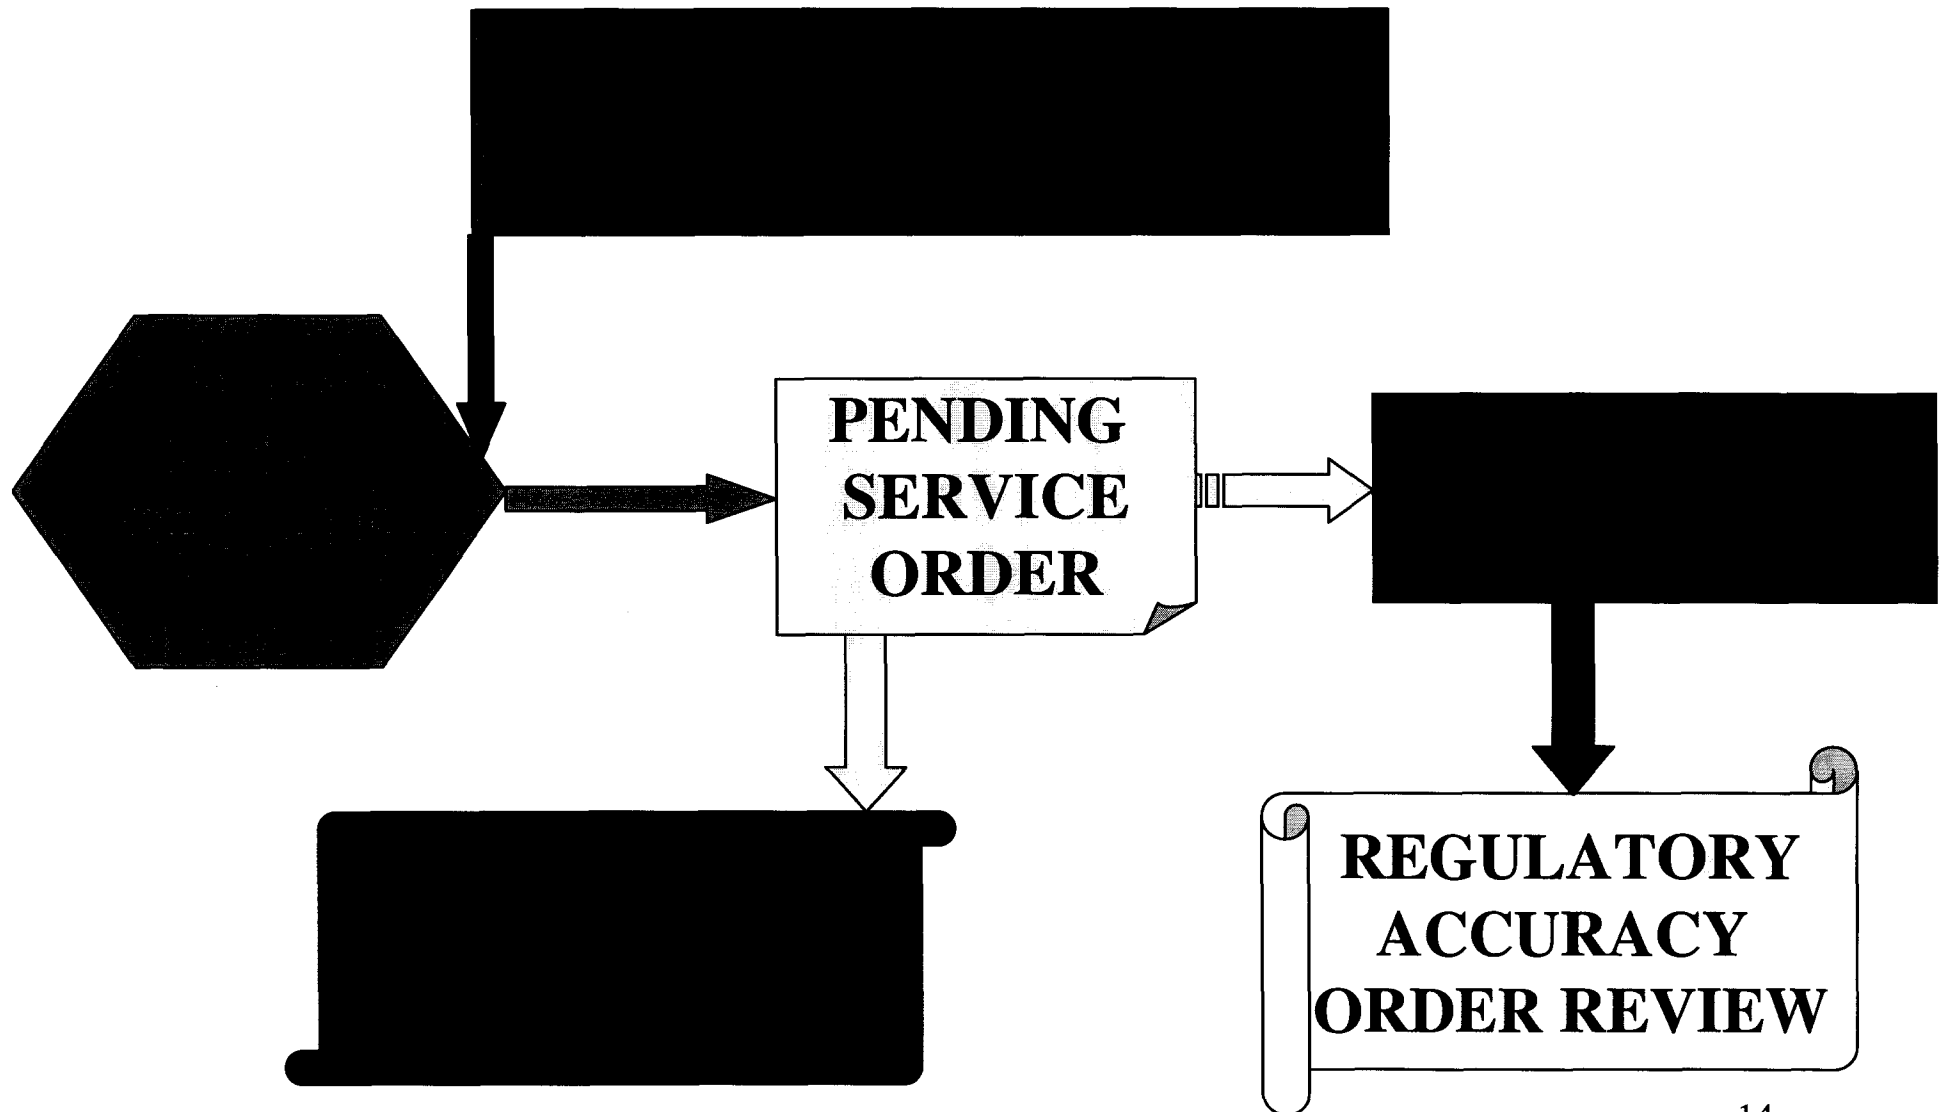 PENDING
SERVICE
ORDER
REGULATORY
ACCURACY
ORDER REVIEW
14